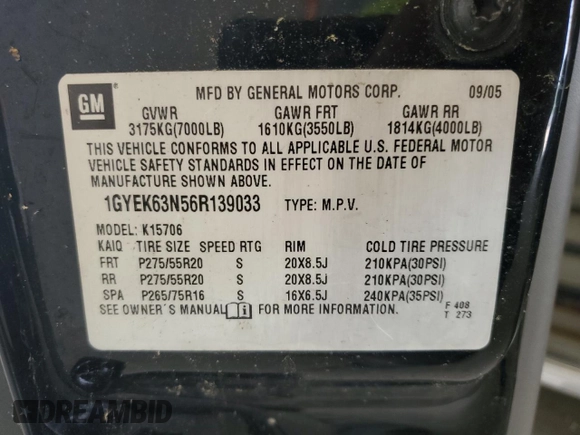 GM
MFD BY GENERAL MOTORS CORP. 09/05
GVWR GAWR FRT GAWR RR
3175KG(7000LB) 1610KG(3550LB) 1814KG(4000LB)
THIS VEHICLE CONFORMS TO ALL APPLICABLE U.S. FEDERAL MOTOR
VEHICLE SAFETY STANDARDS IN EFFECT ON THE DATE OF
MANUFACTURE SHOWN ABOVE.
1GYEK63N56R139033 TYPE: M.P.V.
MODEL: K15706
KAIQ TIRE SIZE SPEED RTG RIM COLD TIRE PRESSURE
FRT P275/55R20 S 20X8.5J 210KPA(30PSI)
RR P275/55R20 S 20X8.5J 210KPA(30PSI)
SPA P265/75R16 S 16X6.5J 240KPA(35PSI)
SEE OWNER'S MANUAL FOR MORE INFORMATION. F 408
T 273
DREAMBID